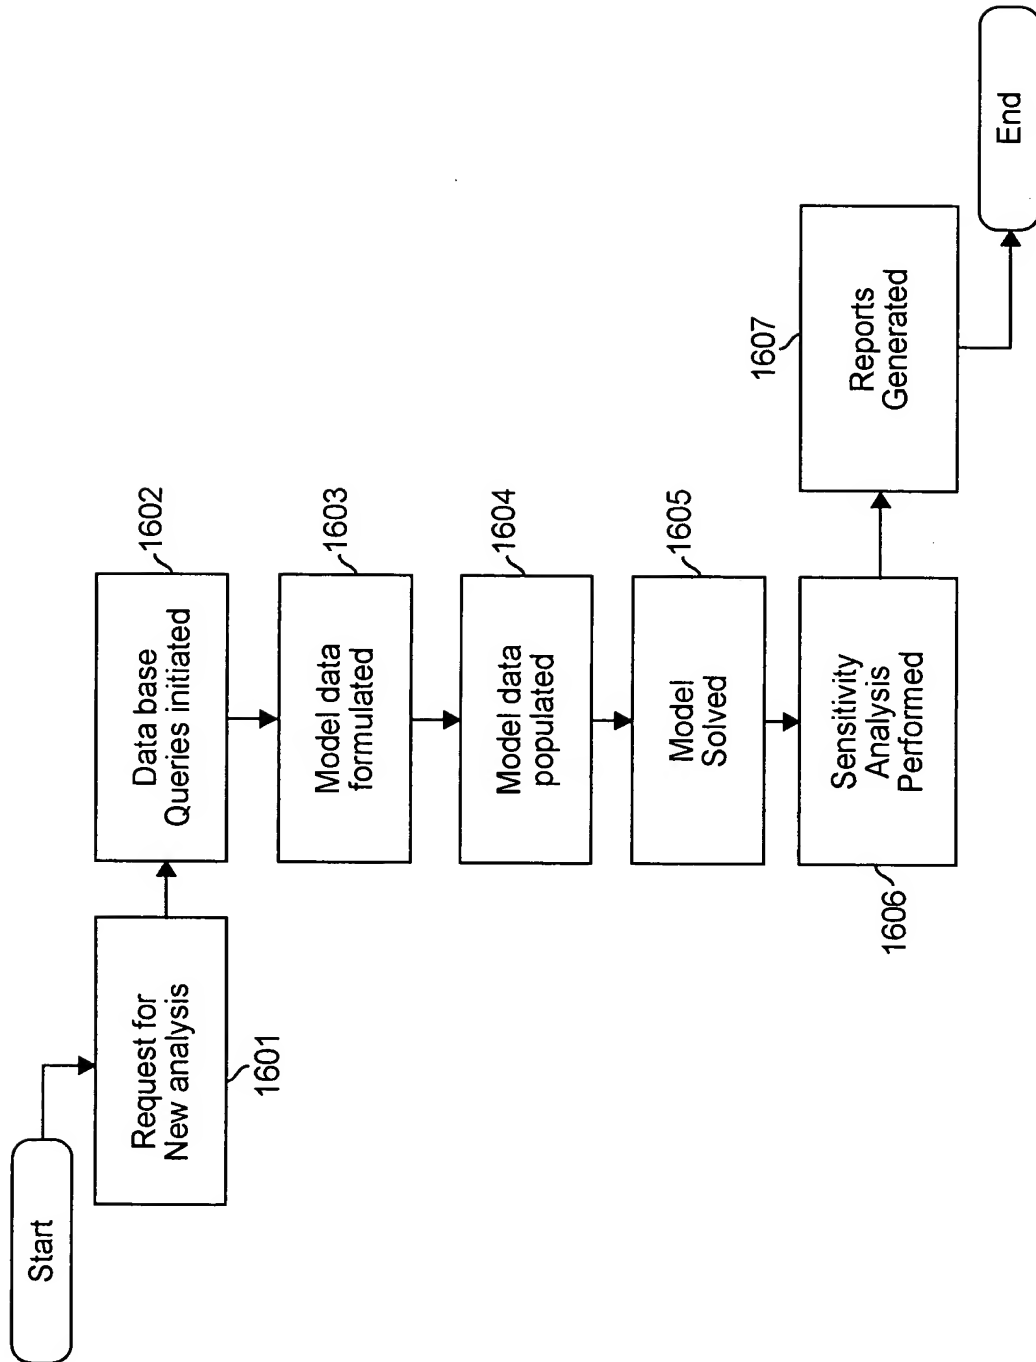 Start
Request for
New analysis
1601
Data base
Queries initiated
1602
Model data
formulated
1603
Model data
populated
1604
Model
Solved
1605
Sensitivity
Analysis
Performed
1606
Reports
Generated
1607
End